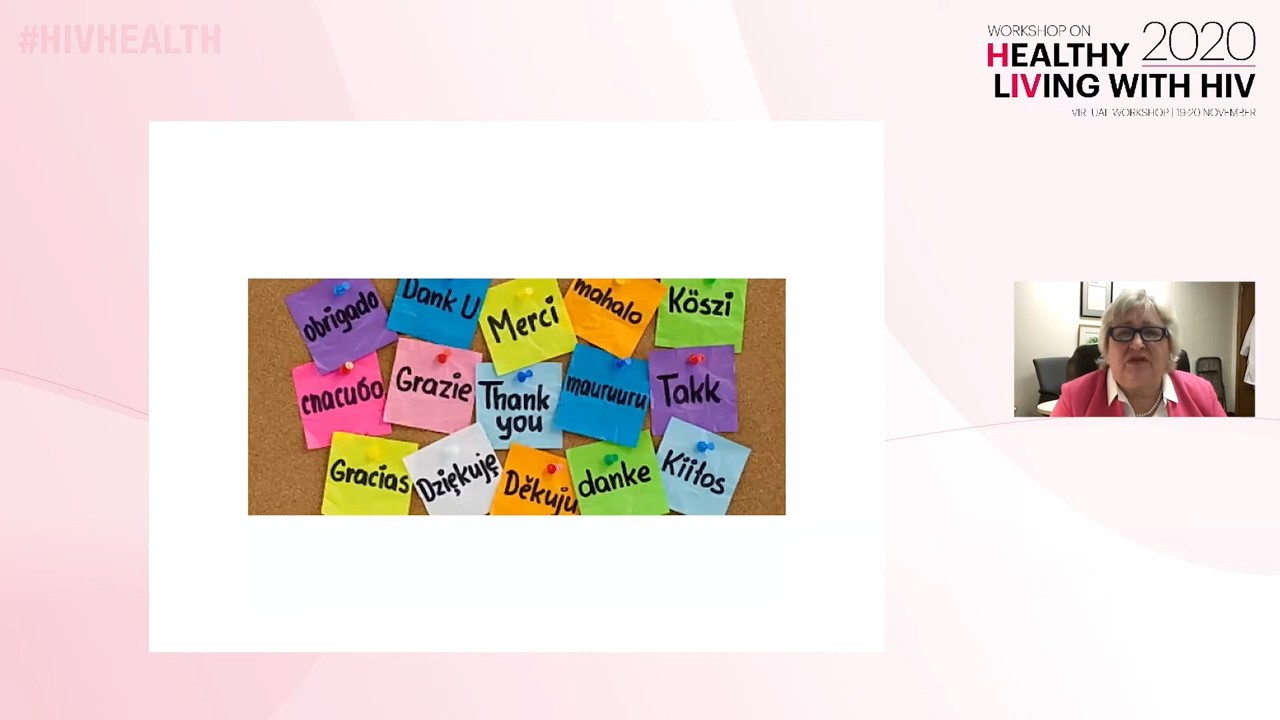 #HIVHEALTH
WORKSHOP ON
HEALTHY 2020
LIVING WITH HIV
VIRTUAL WORKSHOP | 19-20 NOVEMBER
obrigado
Dank U
Merci
mahalo
Köszi
спасибо
Grazie
Thank
you
mauruuru
Takk
Gracias
Dziękuję
Děkuju
danke
Kiitos